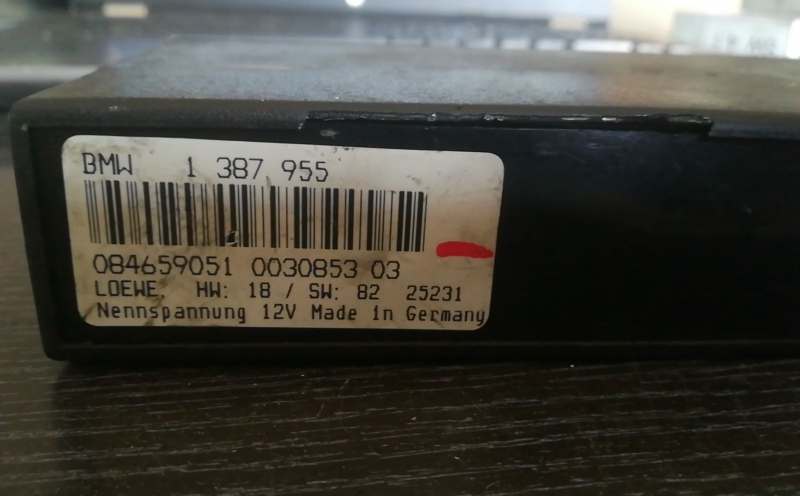 BMW 1 387 955
084659051 0030853 03
LOEWE. HW: 18 / SW: 82 25231
Nennspannung 12V Made in Germany